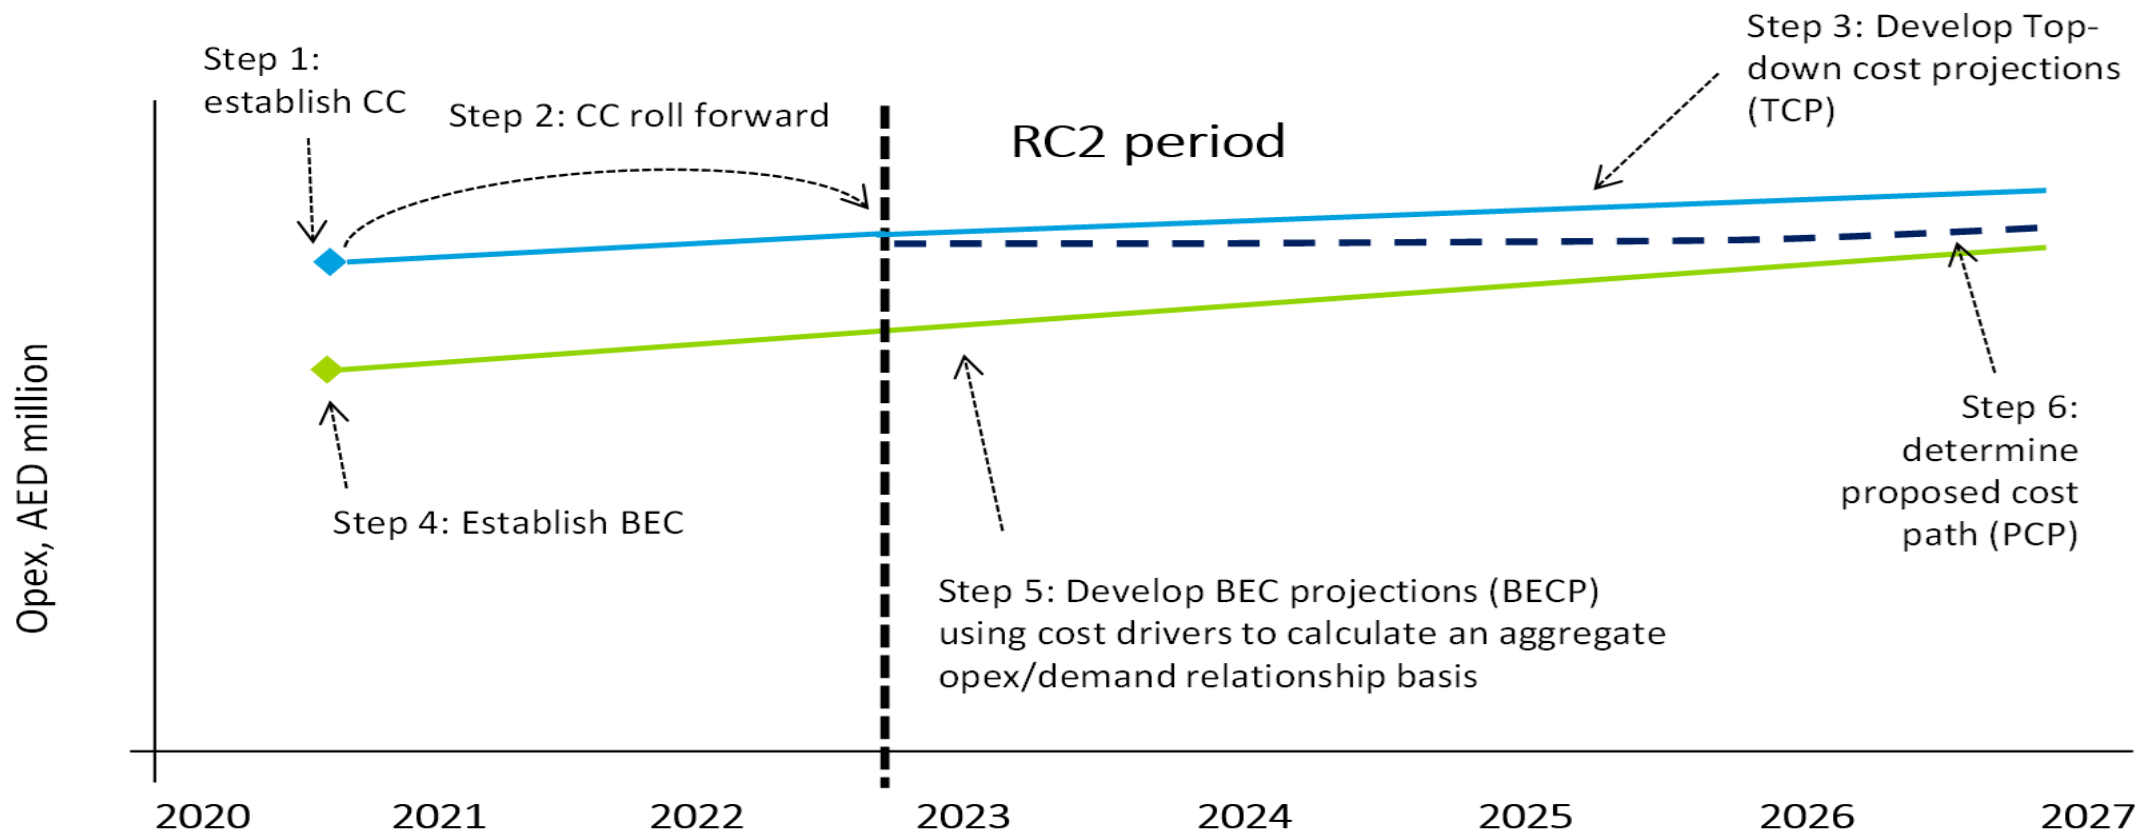 Step 1:
establish CC
Step 2: CC roll forward
RC2 period
Step 3: Develop Top-
down cost projections
(TCP)
Opex, AED million
Step 4: Establish BEC
Step 5: Develop BEC projections (BECP)
using cost drivers to calculate an aggregate
opex/demand relationship basis
Step 6:
determine
proposed cost
path (PCP)
2020 2021 2022 2023 2024 2025 2026 2027